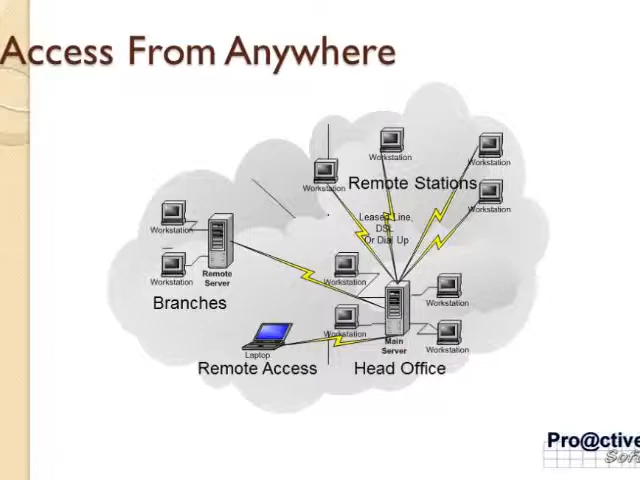 Access From Anywhere
Workstation
Workstation
Workstation
Workstation
Remote Stations
Workstation
Leased Line,
DSL
Or Dial Up
Workstation
Remote
Server
Workstation
Branches
Workstation
Workstation
Workstation
Main
Server
Workstation
Laptop
Remote Access
Head Office
Pro@ctive